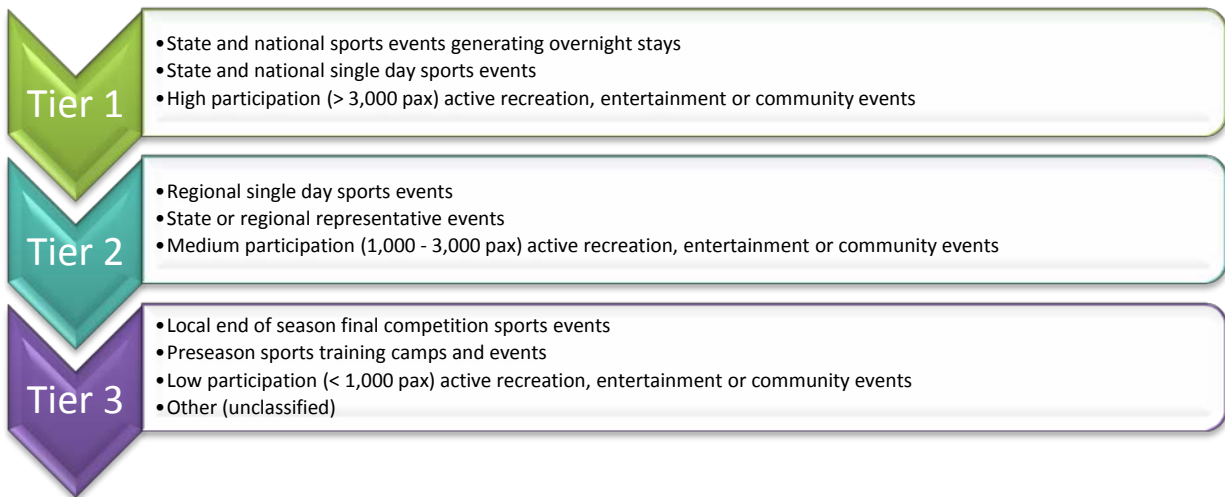 Tier 1
•State and national sports events generating overnight stays
•State and national single day sports events
•High participation (> 3,000 pax) active recreation, entertainment or community events
Tier 2
•Regional single day sports events
•State or regional representative events
•Medium participation (1,000 - 3,000 pax) active recreation, entertainment or community events
Tier 3
•Local end of season final competition sports events
•Preseason sports training camps and events
•Low participation (< 1,000 pax) active recreation, entertainment or community events
•Other (unclassified)